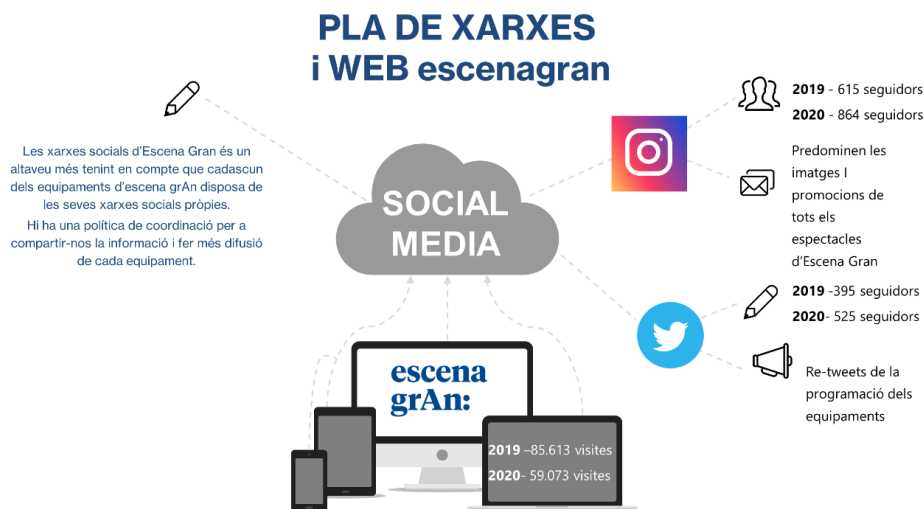 PLA DE XARXES
i WEB escenagran
Les xarxes socials d'Escena Gran és un
altaveu més tenint en compte que cadascun
dels equipaments d'escena grAn disposa de
les seves xarxes socials pròpies.
Hi ha una política de coordinació per a
compartir-nos la informació i fer més difusió
de cada equipament.
SOCIAL
MEDIA
2019 - 615 seguidors
2020 - 864 seguidors
Predominen les
imatges I
promocions de
tots els
espectacles
d'Escena Gran
2019 -395 seguidors
2020- 525 seguidors
Re-tweets de la
programació dels
equipaments
escena
grAn:
2019 –85.613 visites
2020- 59.073 visites